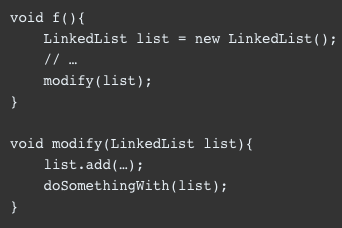 void f(){
    LinkedList list = new LinkedList();
    // …
    modify(list);
}

void modify(LinkedList list){
    list.add(…);
    doSomethingWith(list);
}